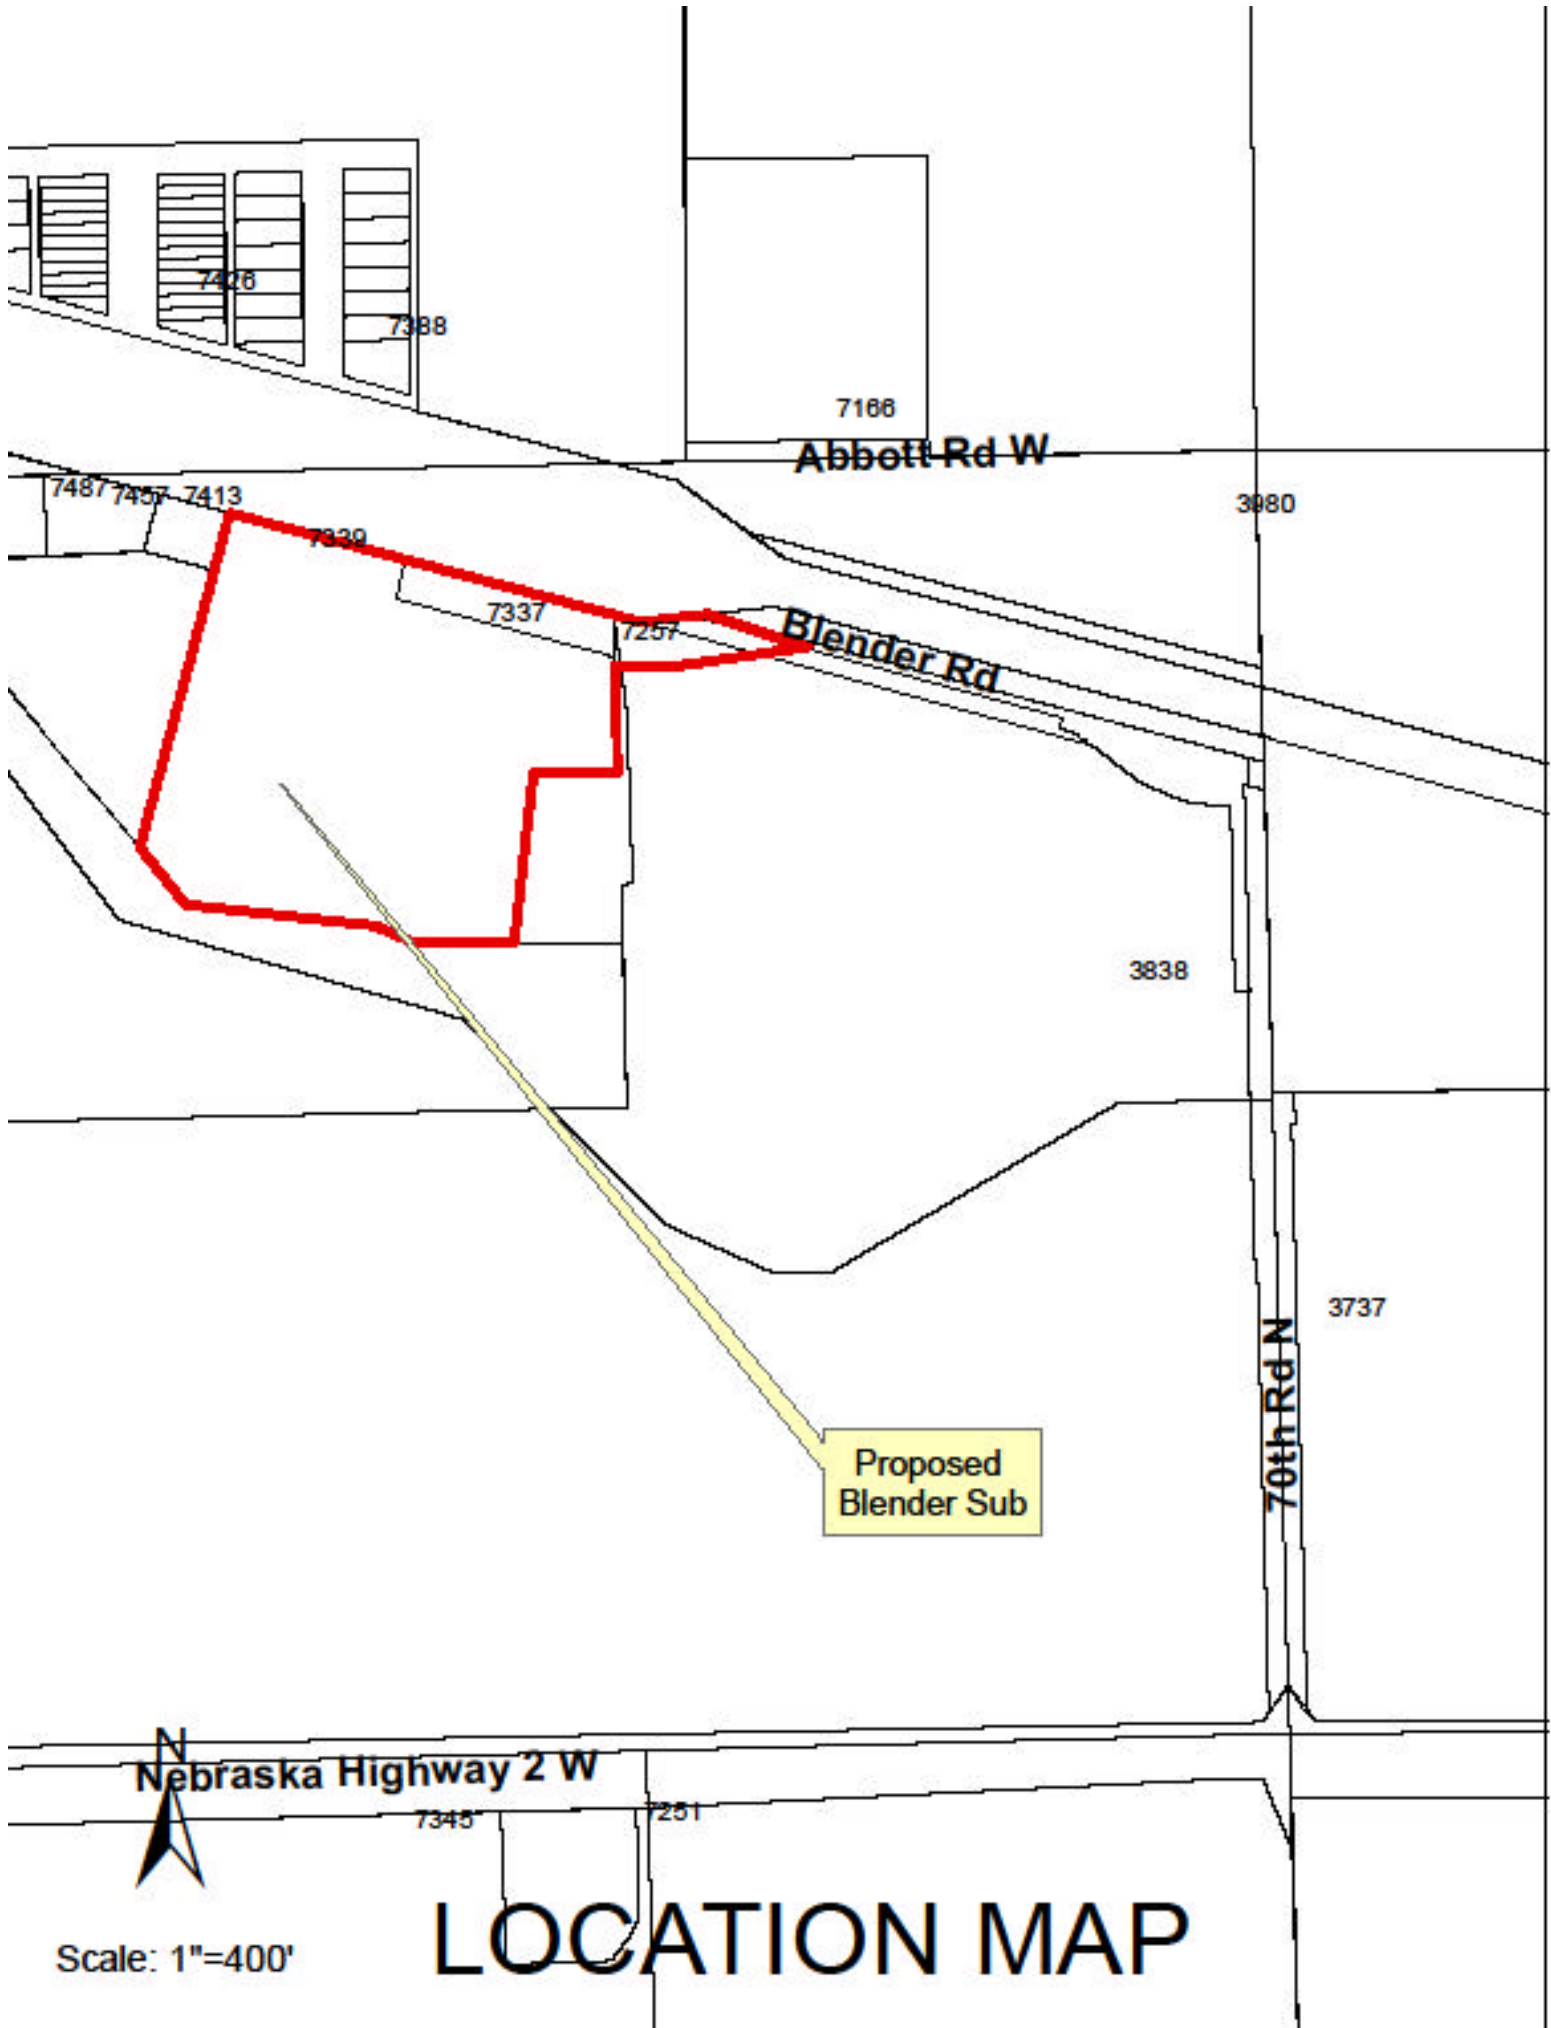 7426
7388
7166
Abbott Rd W
7487
7457
7413
3980
7339
7337
7257
Blender Rd
3838
3737
70th Rd N
Proposed
Blender Sub
N
Nebraska Highway 2 W
7345
7251
LOCATION MAP
Scale: 1"=400'